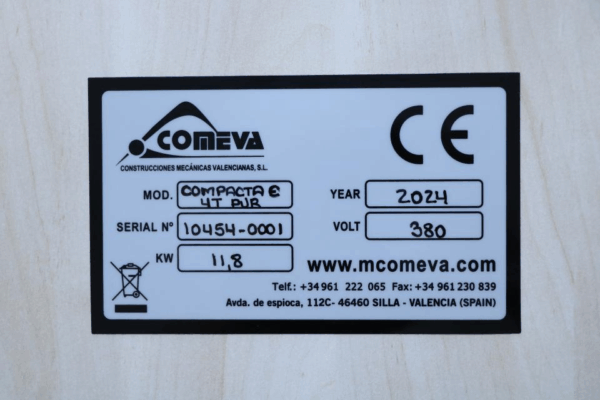 COMEVA
CONSTRUCCIONES MECÁNICAS VALENCIANAS, S.L.
CE
MOD. COMPACTA E
4T PUR
YEAR 2024
SERIAL Nº 10454-0001
VOLT 380
KW 11,8
www.mcomeva.com
Telf.: +34 961 222 065 Fax: +34 961 230 839
Avda. de espioca, 112C- 46460 SILLA - VALENCIA (SPAIN)